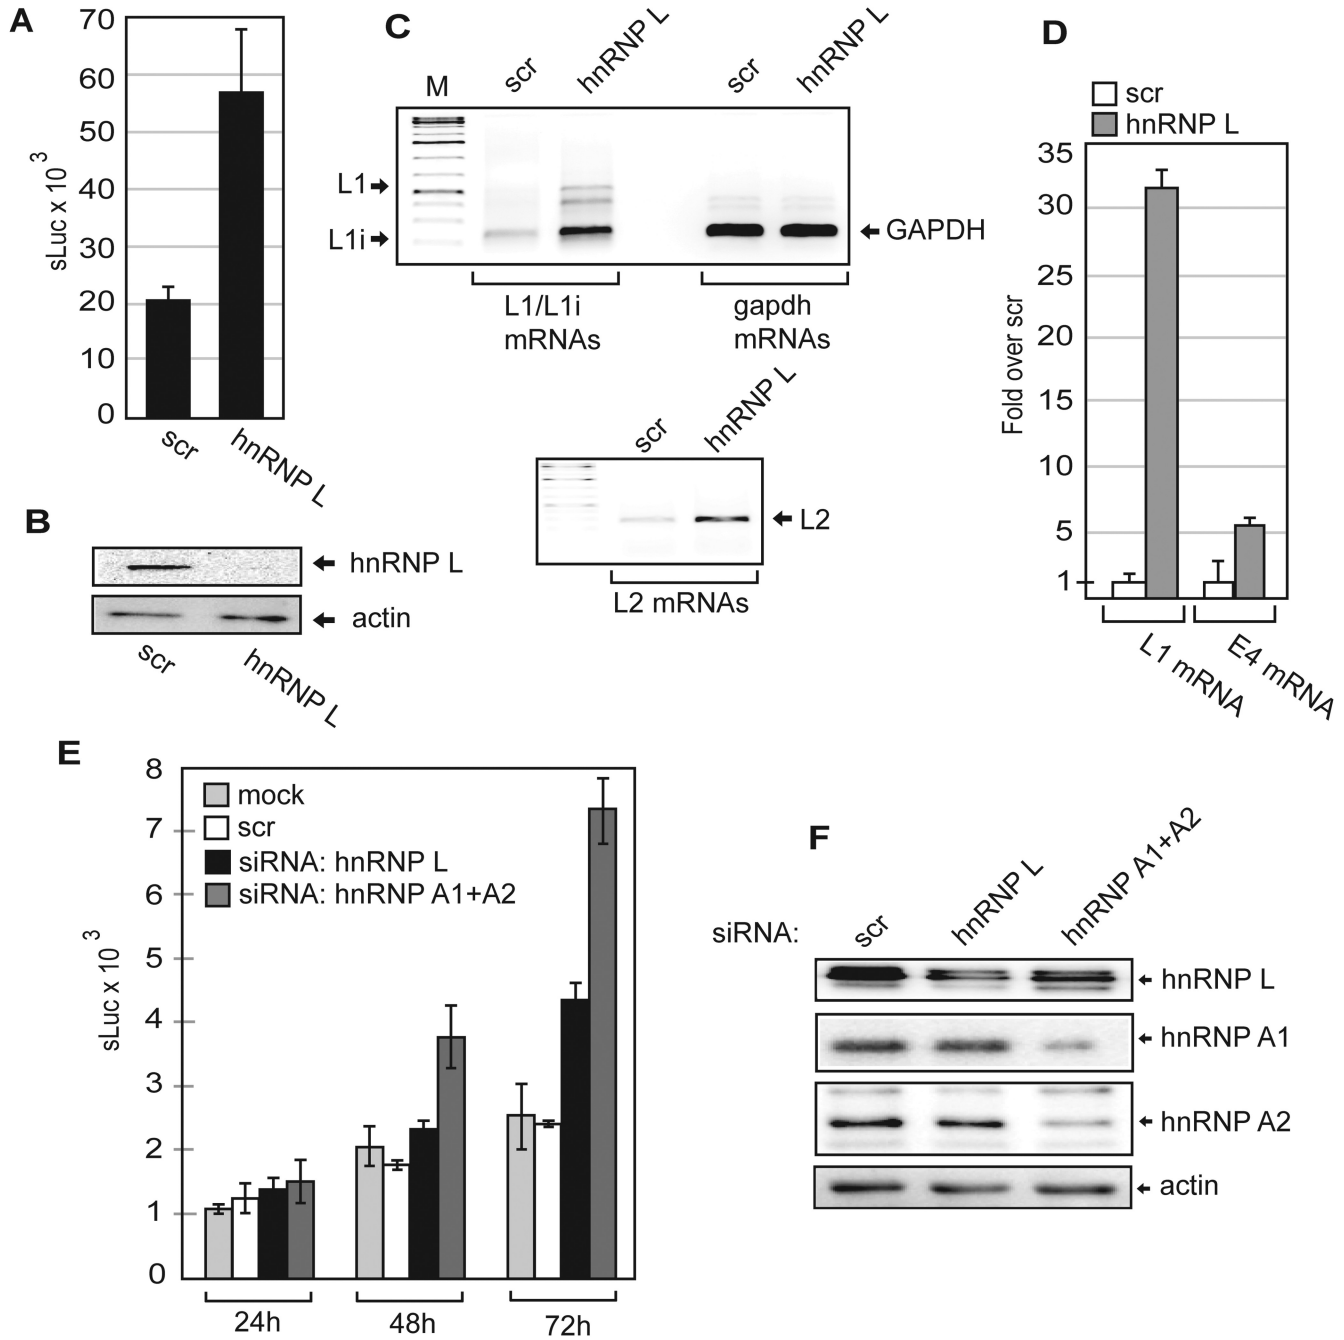 A
70
60
50
40
30
20
10
0
sLuc x 10 3
scr
hnRNP L
B
hnRNP L
actin
scr
hnRNP L
C
M
scr
hnRNP L
scr
hnRNP L
L1
L1i
GAPDH
L1/L1i
mRNAs
gapdh
mRNAs
scr
hnRNP L
L2
L2 mRNAs
D
scr
hnRNP L
35
30
25
20
15
10
5
1
Fold over scr
L1 mRNA
E4 mRNA
E
8
7
6
5
4
3
2
1
0
sLuc x 10 3
mock
scr
siRNA: hnRNP L
siRNA: hnRNP A1+A2
24h
48h
72h
F
siRNA:
scr
hnRNP L
hnRNP A1+A2
hnRNP L
hnRNP A1
hnRNP A2
actin